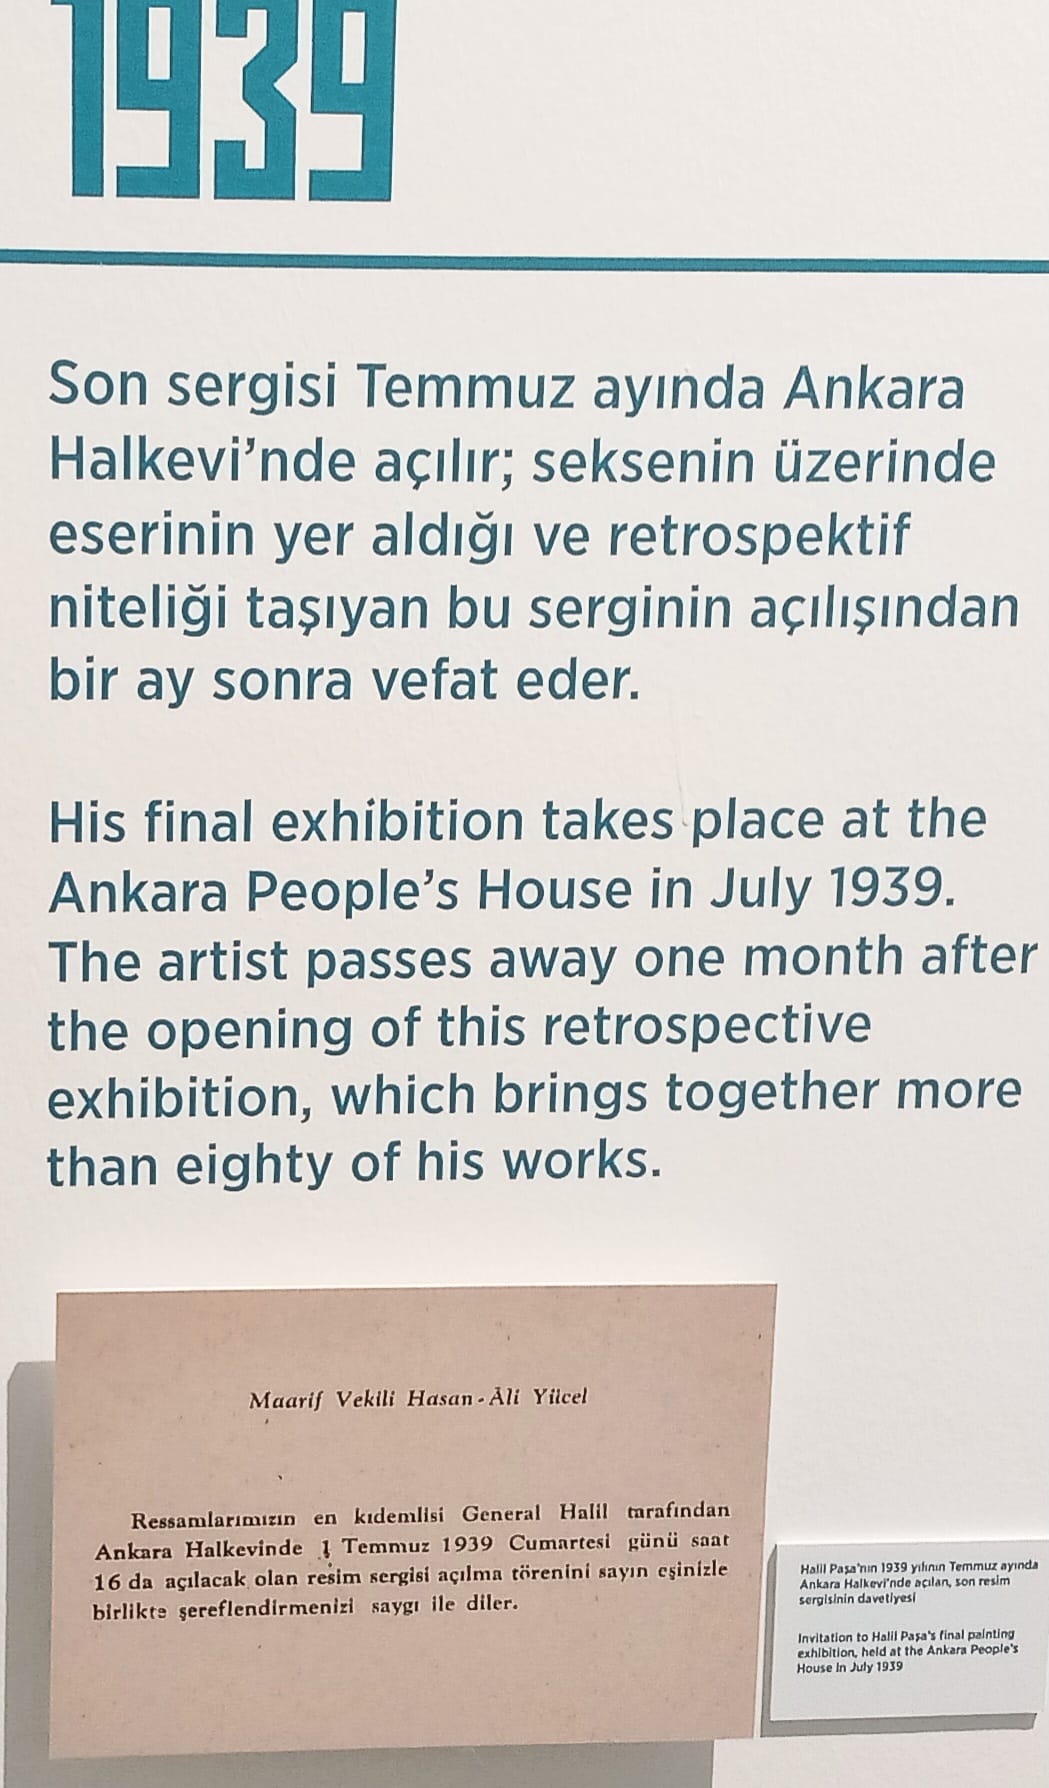 1939
Son sergisi Temmuz ayında Ankara
Halkevi'nde açılır; seksenin üzerinde
eserinin yer aldığı ve retrospektif
niteliği taşıyan bu serginin açılışından
bir ay sonra vefat eder.
His final exhibition takes place at the
Ankara People's House in July 1939.
The artist passes away one month after
the opening of this retrospective
exhibition, which brings together more
than eighty of his works.
Maarif Vekili Hasan-Âli Yücel
Ressamlarımızın en kıdemlisi General Halil tarafından
Ankara Halkevinde 1 Temmuz 1939 Cumartesi günü saat
16 da açılacak olan resim sergisi açılma törenini sayın eşinizle
birlikte şereflendirmenizi saygı ile diler.
Halil Paşa'nın 1939 yılının Temmuz ayında
Ankara Halkevi'nde açılan, son resim
sergisinin davetiyesi
Invitation to Halil Paşa's final painting
exhibition, held at the Ankara People's
House in July 1939